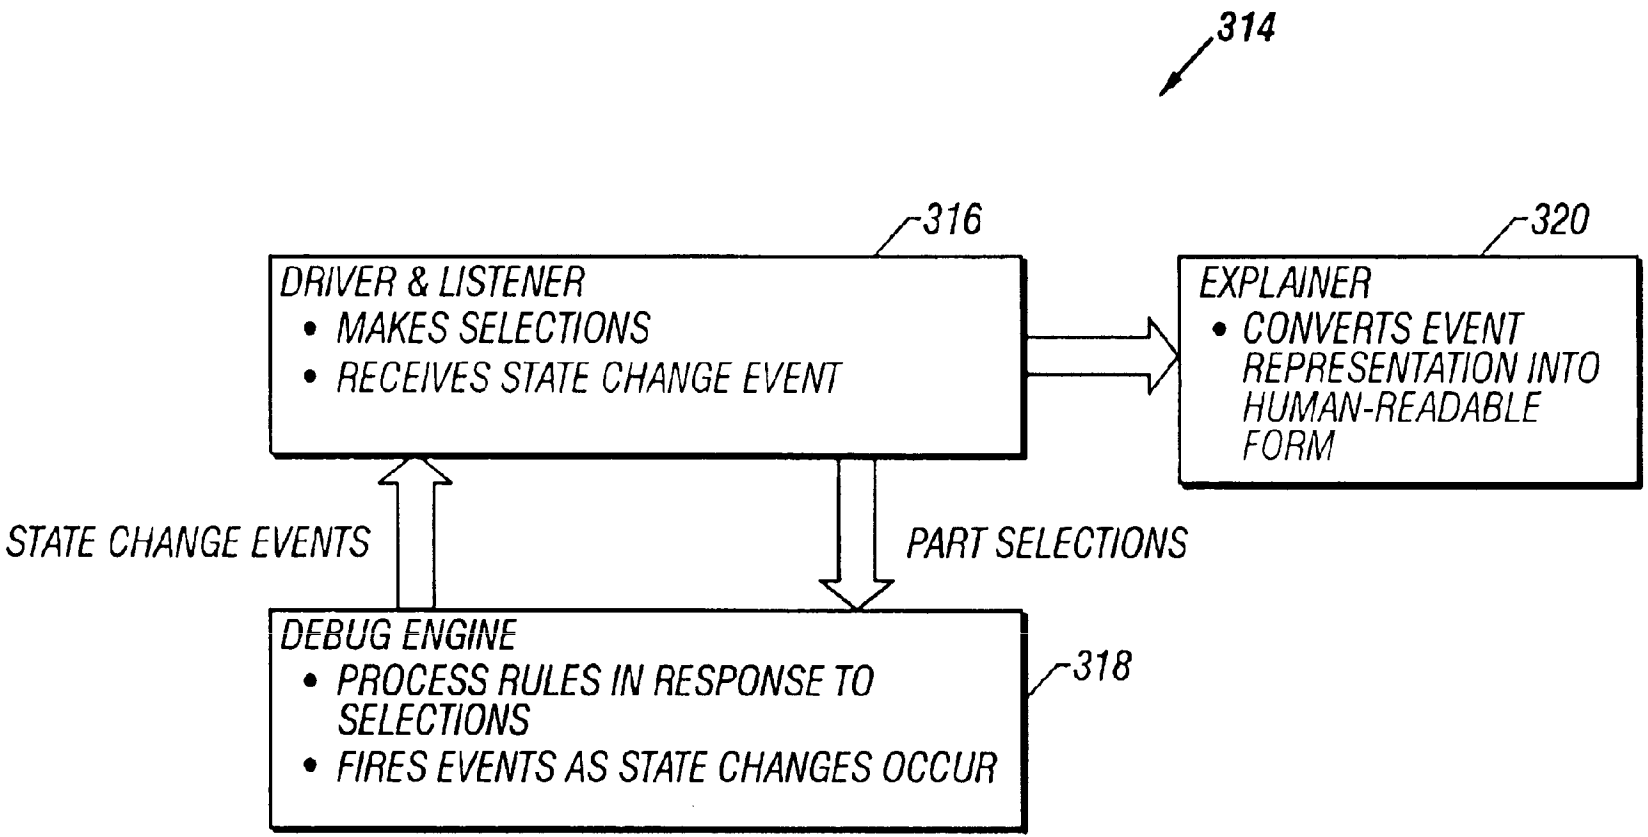 314
316
320
DRIVER & LISTENER
• MAKES SELECTIONS
• RECEIVES STATE CHANGE EVENT
EXPLAINER
• CONVERTS EVENT
REPRESENTATION INTO
HUMAN-READABLE
FORM
STATE CHANGE EVENTS
PART SELECTIONS
DEBUG ENGINE
• PROCESS RULES IN RESPONSE TO
SELECTIONS
• FIRES EVENTS AS STATE CHANGES OCCUR
318